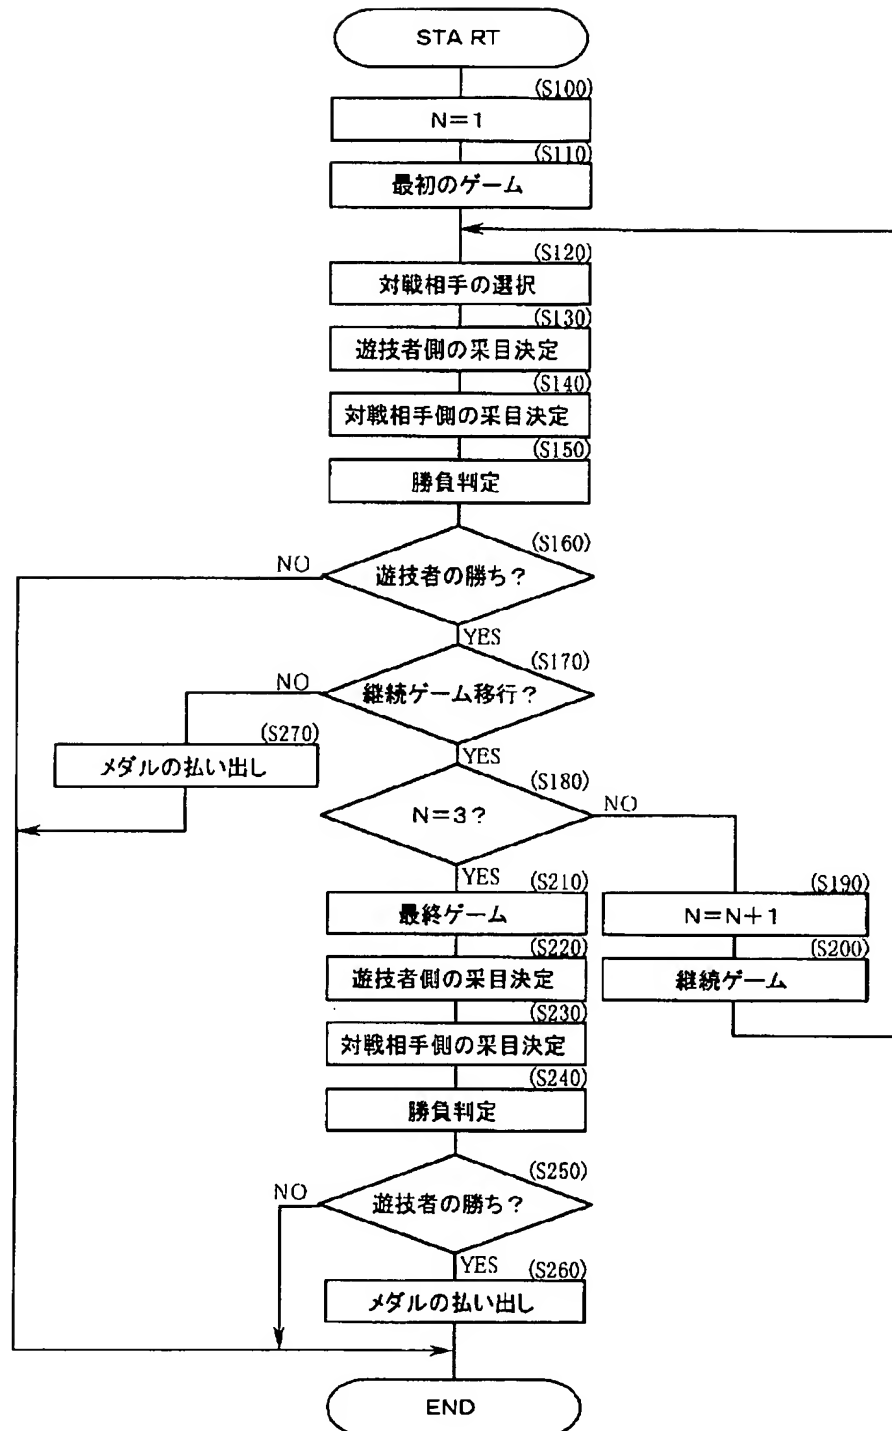 START
(S100)
N=1
(S110)
最初のゲーム
(S120)
対戦相手の選択
(S130)
遊技者側の采目決定
(S140)
対戦相手側の采目決定
(S150)
勝負判定
(S160)
NO
遊技者の勝ち?
YES
(S170)
NO
継続ゲーム移行?
(S270)
YES
メダルの払い出し
(S180)
N=3?
NO
YES
(S210)
(S190)
最終ゲーム
N=N+1
(S220)
(S200)
遊技者側の采目決定
継続ゲーム
(S230)
対戦相手側の采目決定
(S240)
勝負判定
(S250)
NO
遊技者の勝ち?
YES
(S260)
メダルの払い出し
END